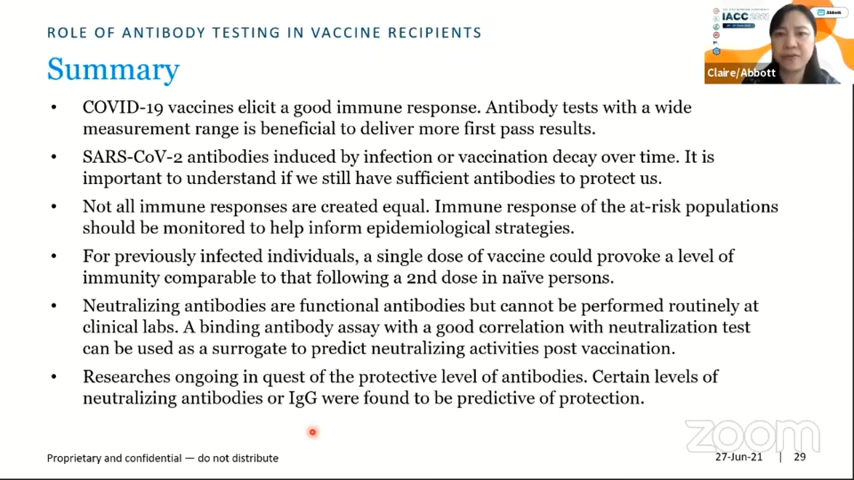 ROLE OF ANTIBODY TESTING IN VACCINE RECIPIENTS
Summary
• COVID-19 vaccines elicit a good immune response. Antibody tests with a wide
measurement range is beneficial to deliver more first pass results.
• SARS-CoV-2 antibodies induced by infection or vaccination decay over time. It is
important to understand if we still have sufficient antibodies to protect us.
• Not all immune responses are created equal. Immune response of the at-risk populations
should be monitored to help inform epidemiological strategies.
• For previously infected individuals, a single dose of vaccine could provoke a level of
immunity comparable to that following a 2nd dose in naïve persons.
• Neutralizing antibodies are functional antibodies but cannot be performed routinely at
clinical labs. A binding antibody assay with a good correlation with neutralization test
can be used as a surrogate to predict neutralizing activities post vaccination.
• Researches ongoing in quest of the protective level of antibodies. Certain levels of
neutralizing antibodies or IgG were found to be predictive of protection.
Proprietary and confidential — do not distribute
27-Jun-21 | 29
zoom
IACC
Abbott
Claire/Abbott